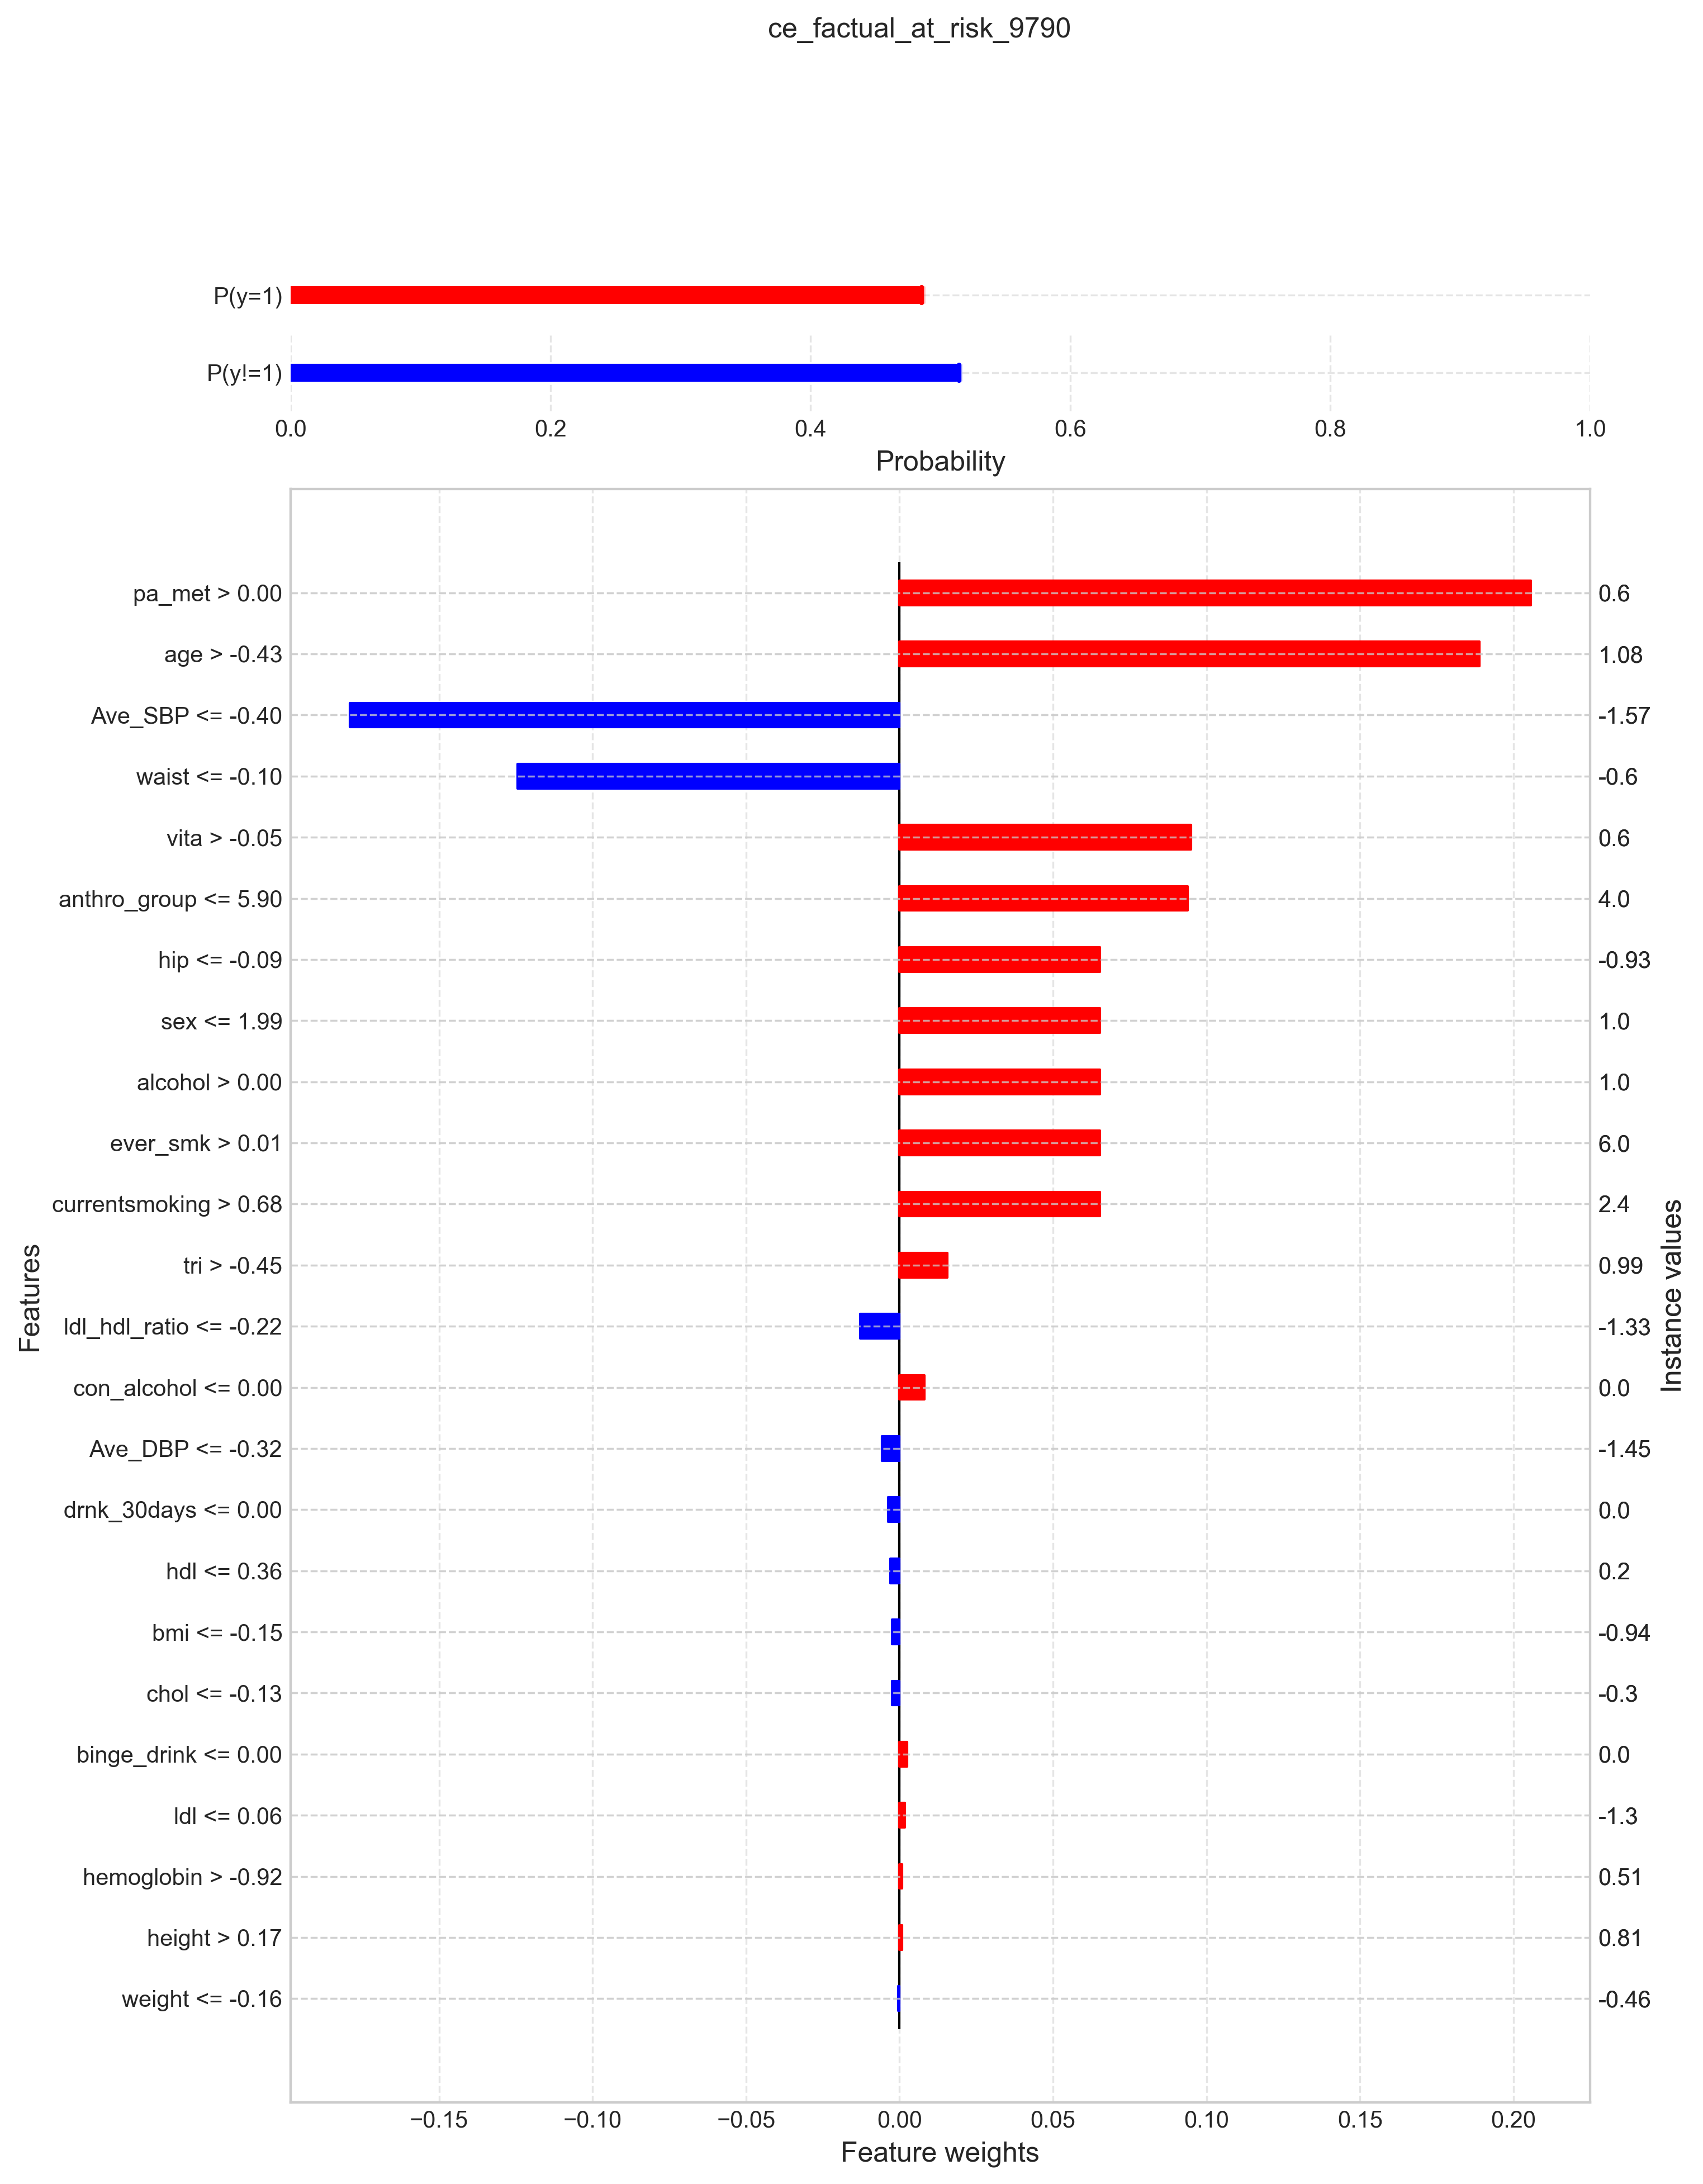 ce_factual_at_risk_9790
P(y=1)
P(y!=1)
0.0 0.2 0.4 0.6 0.8 1.0
Probability
pa_met > 0.00 0.6
age > -0.43 1.08
Ave_SBP <= -0.40 -1.57
waist <= -0.10 -0.6
vita > -0.05 0.6
anthro_group <= 5.90 4.0
hip <= -0.09 -0.93
sex <= 1.99 1.0
alcohol > 0.00 1.0
ever_smk > 0.01 6.0
currentsmoking > 0.68 2.4
tri > -0.45 0.99
ldl_hdl_ratio <= -0.22 -1.33
con_alcohol <= 0.00 0.0
Ave_DBP <= -0.32 -1.45
drnk_30days <= 0.00 0.0
hdl <= 0.36 0.2
bmi <= -0.15 -0.94
chol <= -0.13 -0.3
binge_drink <= 0.00 0.0
ldl <= 0.06 -1.3
hemoglobin > -0.92 0.51
height > 0.17 0.81
weight <= -0.16 -0.46
Features
Instance values
−0.15 −0.10 −0.05 0.00 0.05 0.10 0.15 0.20
Feature weights